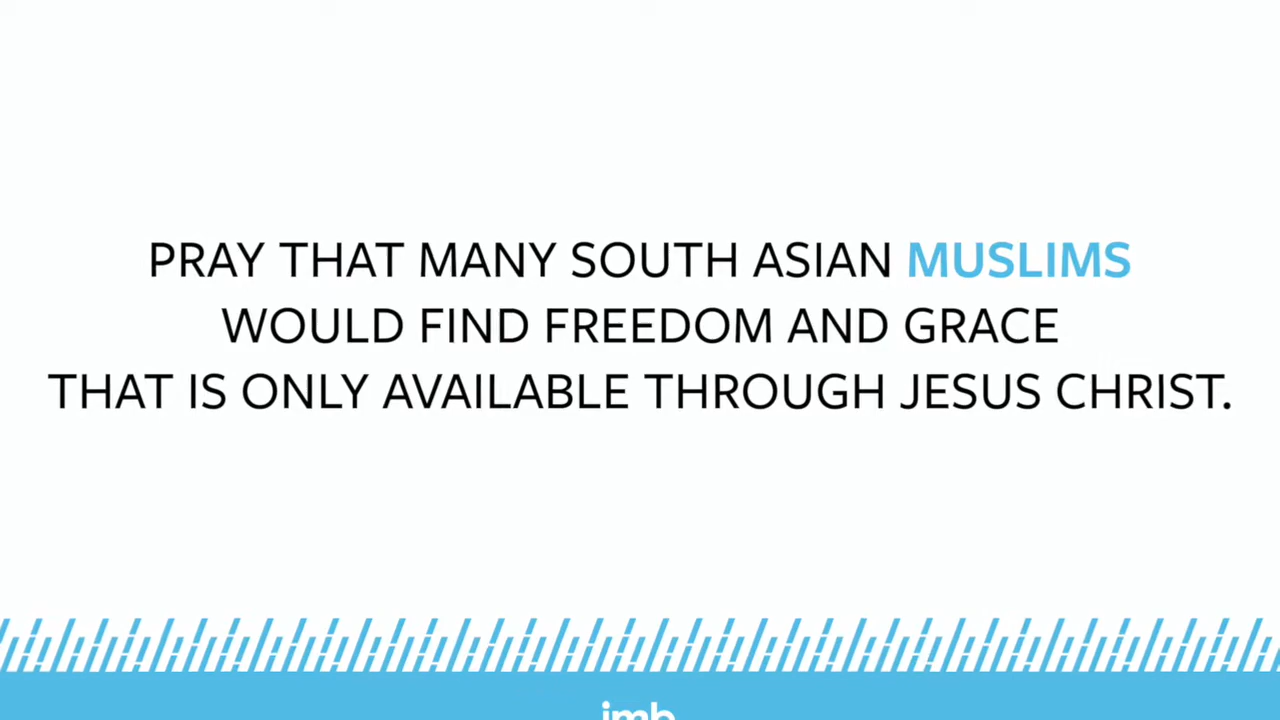 PRAY THAT MANY SOUTH ASIAN MUSLIMS
WOULD FIND FREEDOM AND GRACE
THAT IS ONLY AVAILABLE THROUGH JESUS CHRIST.
imb